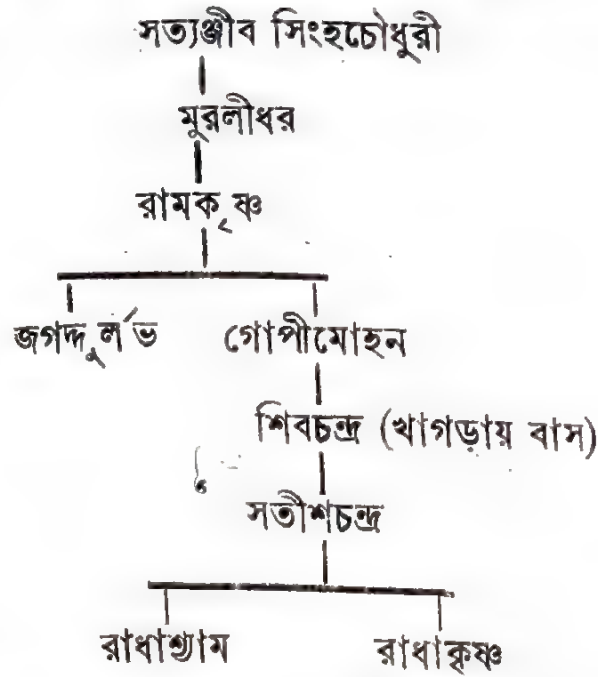 সত্যঞ্জীব সিংহচৌধুরী
মুরলীধর
রামকৃষ্ণ
জগদ্দুর্লভ গোপীমোহন
শিবচন্দ্র (খাগড়ায় বাস)
সতীশচন্দ্র
রাধাশ্যাম রাধাকৃষ্ণ